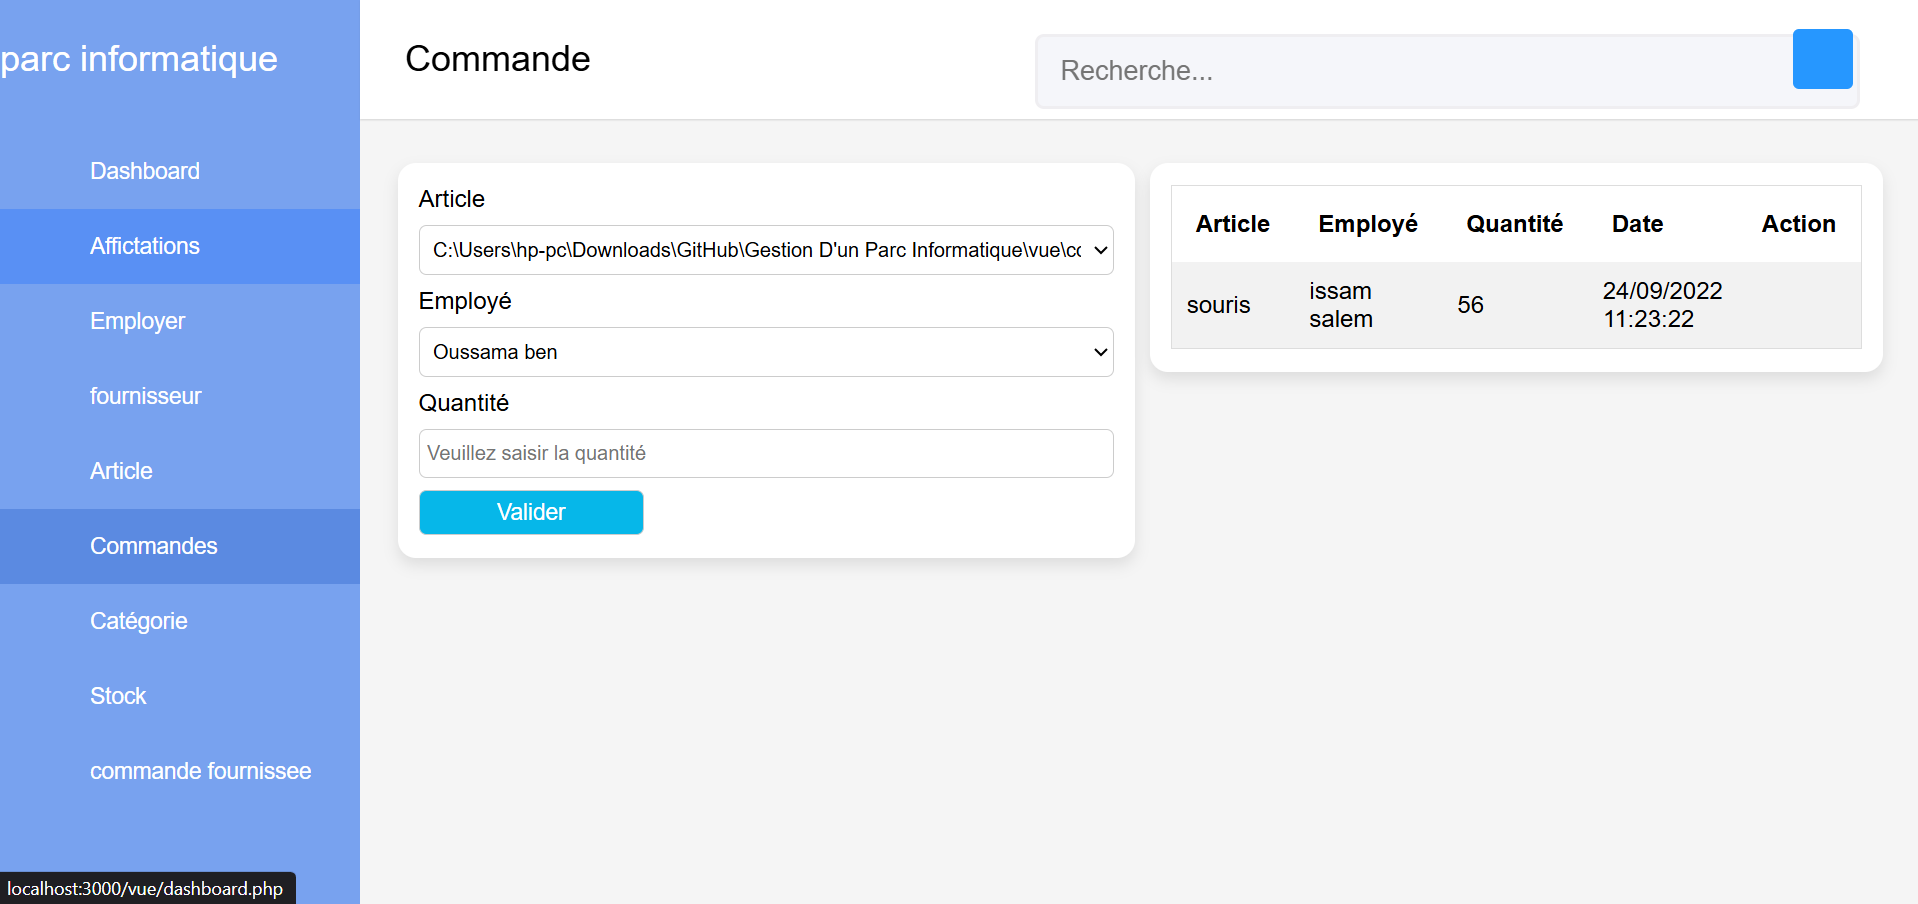 parc informatique
Dashboard
Affictations
Employer
fournisseur
Article
Commandes
Catégorie
Stock
commande fournissee
localhost:3000/vue/dashboard.php
Commande
Recherche...
Article
C:\Users\hp-pc\Downloads\GitHub\Gestion D'un Parc Informatique\vue\co
Employé
Oussama ben
Quantité
Veuillez saisir la quantité
Valider
Article Employé Quantité Date Action
souris issam salem 56 24/09/2022 11:23:22